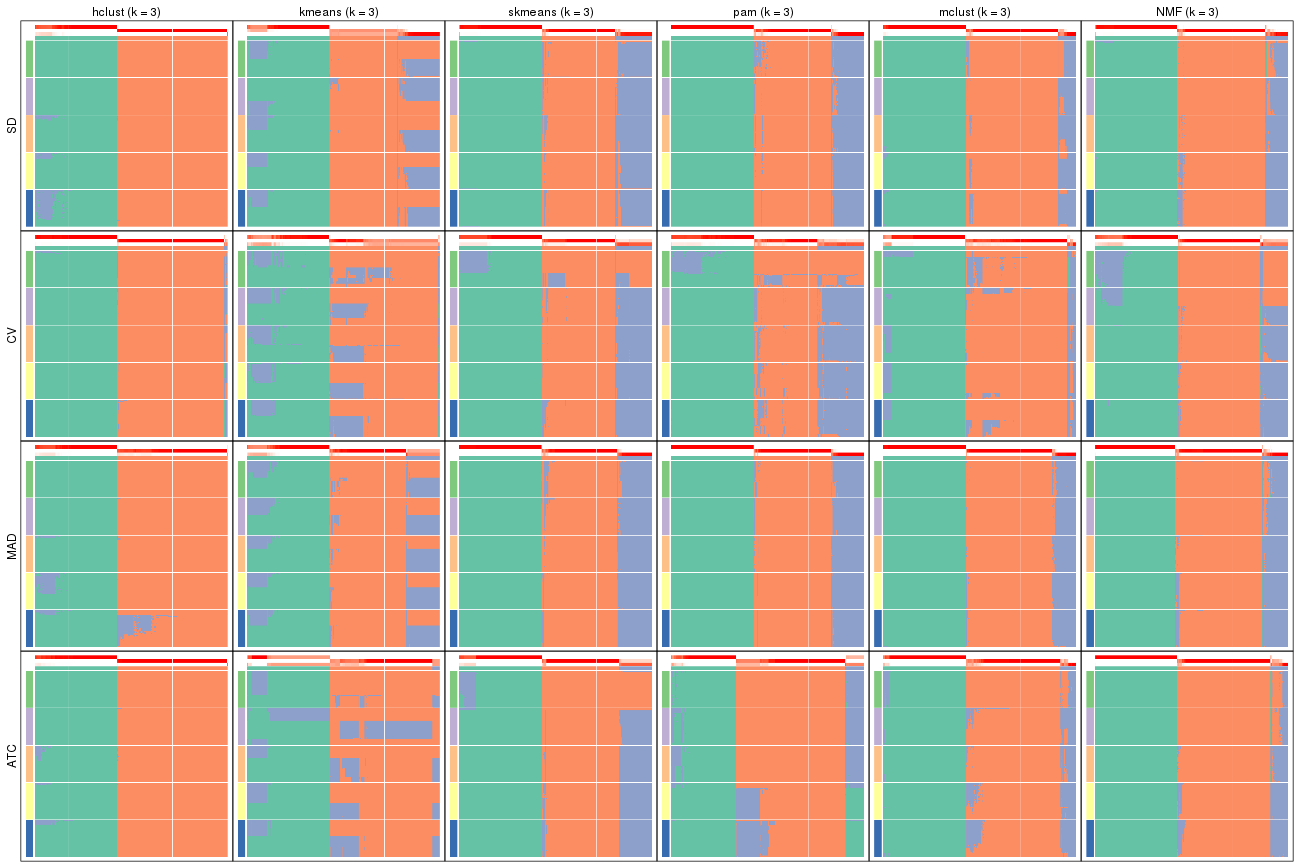 hclust (k = 3) kmeans (k = 3) skmeans (k = 3) pam (k = 3) mclust (k = 3) NMF (k = 3)
SD
CV
MAD
ATC